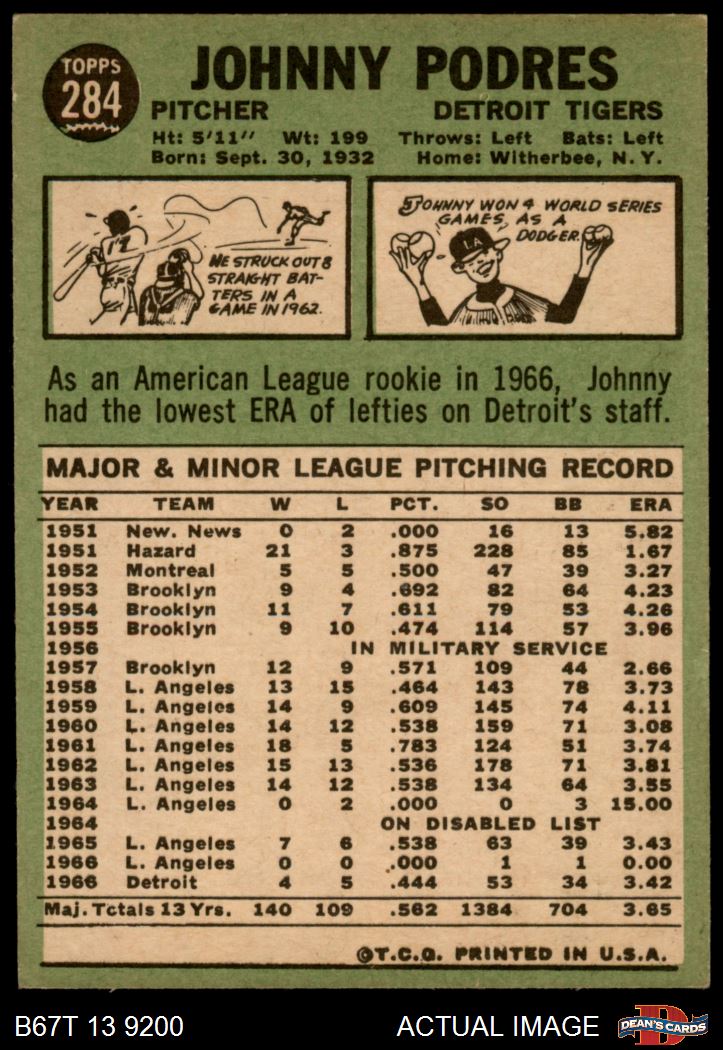 TOPPS
284
JOHNNY PODRES
PITCHER DETROIT TIGERS
Ht: 5'11" Wt: 199 Throws: Left Bats: Left
Born: Sept. 30, 1932 Home: Witherbee, N. Y.
HE STRUCK OUT 8
STRAIGHT BAT-
TERS IN A
GAME IN 1962.
JOHNNY WON 4 WORLD SERIES
GAMES, AS A
DODGER.
LA
As an American League rookie in 1966, Johnny
had the lowest ERA of lefties on Detroit's staff.
MAJOR & MINOR LEAGUE PITCHING RECORD
YEAR TEAM W L PCT. SO BB ERA
1951 New. News 0 2 .000 16 13 5.82
1951 Hazard 21 3 .875 228 85 1.67
1952 Montreal 5 5 .500 47 39 3.27
1953 Brooklyn 9 4 .692 82 64 4.23
1954 Brooklyn 11 7 .611 79 53 4.26
1955 Brooklyn 9 10 .474 114 57 3.96
1956 IN MILITARY SERVICE
1957 Brooklyn 12 9 .571 109 44 2.66
1958 L. Angeles 13 15 .464 143 78 3.73
1959 L. Angeles 14 9 .609 145 74 4.11
1960 L. Angeles 14 12 .538 159 71 3.08
1961 L. Angeles 18 5 .783 124 51 3.74
1962 L. Angeles 15 13 .536 178 71 3.81
1963 L. Angeles 14 12 .538 134 64 3.55
1964 L. Angeles 0 2 .000 0 3 15.00
1964 ON DISABLED LIST
1965 L. Angeles 7 6 .538 63 39 3.43
1966 L. Angeles 0 0 .000 1 1 0.00
1966 Detroit 4 5 .444 53 34 3.42
Maj. Totals 13 Yrs. 140 109 .562 1384 704 3.65
©T.C.G. PRINTED IN U.S.A.
B67T 13 9200 ACTUAL IMAGE DEAN'S CARDS